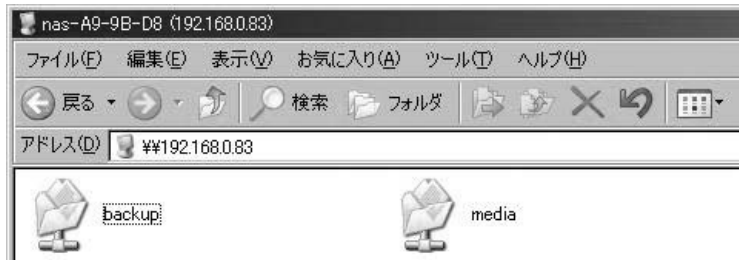 nas-A9-9B-D8 (192.168.0.83)
ファイル(F) 編集(E) 表示(V) お気に入り(A) ツール(T) ヘルプ(H)
戻る 検索 フォルダ
アドレス(D) ¥¥192.168.0.83
backup media